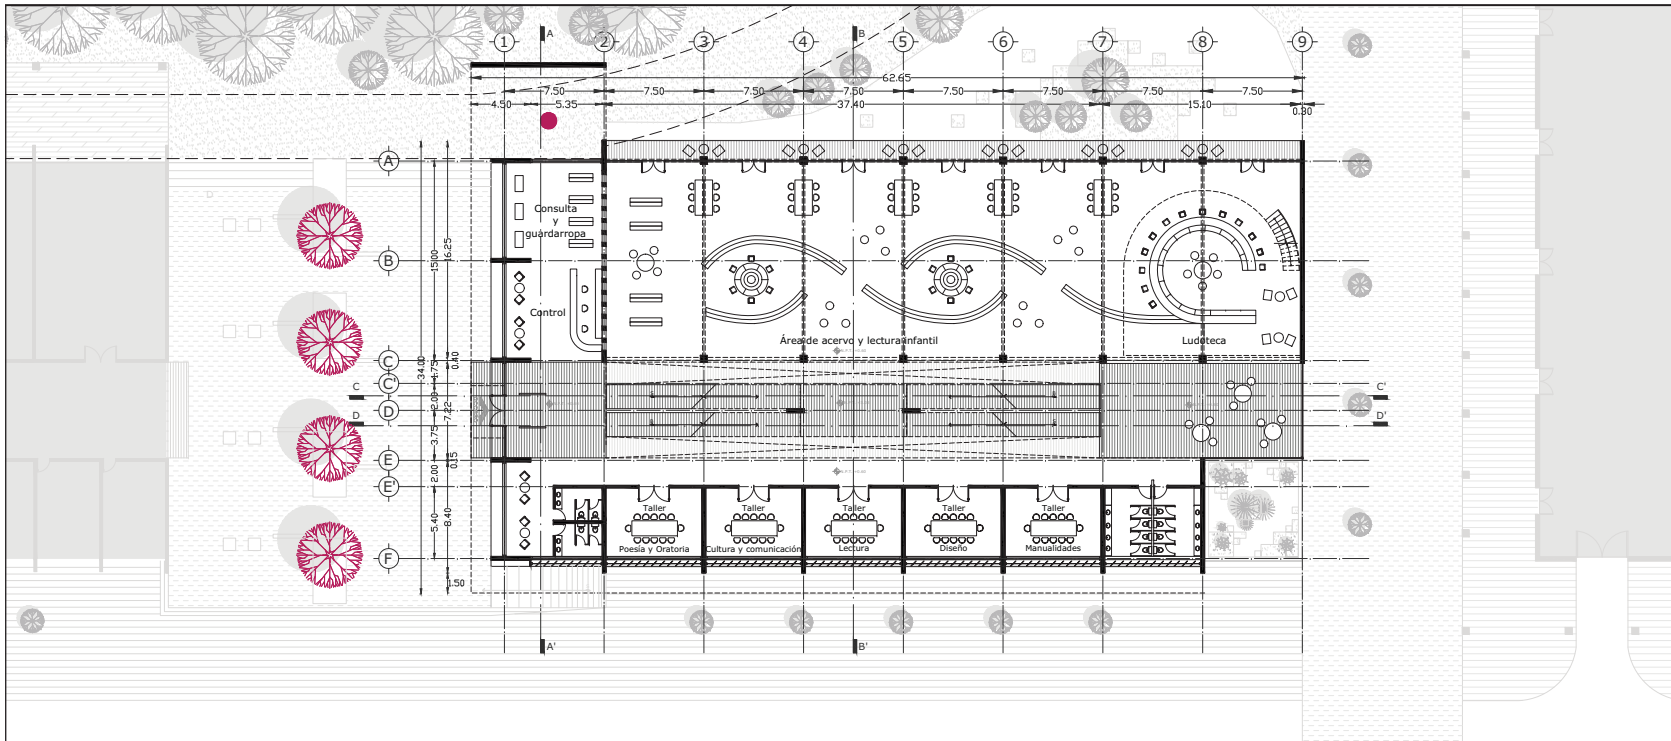 A
B
1
2
3
4
5
6
7
8
9
62.65
7.50
7.50
7.50
7.50
7.50
7.50
7.50
7.50
4.50
5.35
37.40
15.10
0.30
A
B
C
C'
D
E
E'
F
34.00
15.00
16.25
0.40
1.75
2.00
7.22
3.75
0.15
2.00
5.40
8.40
1.50
Consulta
y
guardarropa
Control
Área de acervo y lectura infantil
Ludoteca
C
C'
D
D'
Taller
Poesía y Oratoria
Taller
Cultura y comunicación
Taller
Lectura
Taller
Diseño
Taller
Manualidades
A'
B'